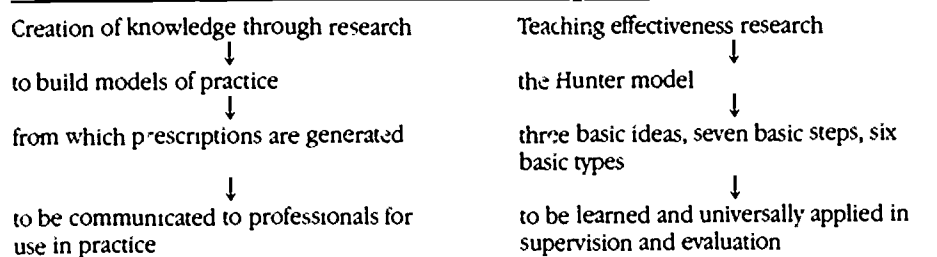 Creation of knowledge through research
↓
to build models of practice
↓
from which prescriptions are generated
↓
to be communicated to professionals for
use in practice
Teaching effectiveness research
↓
the Hunter model
↓
three basic ideas, seven basic steps, six
basic types
↓
to be learned and universally applied in
supervision and evaluation